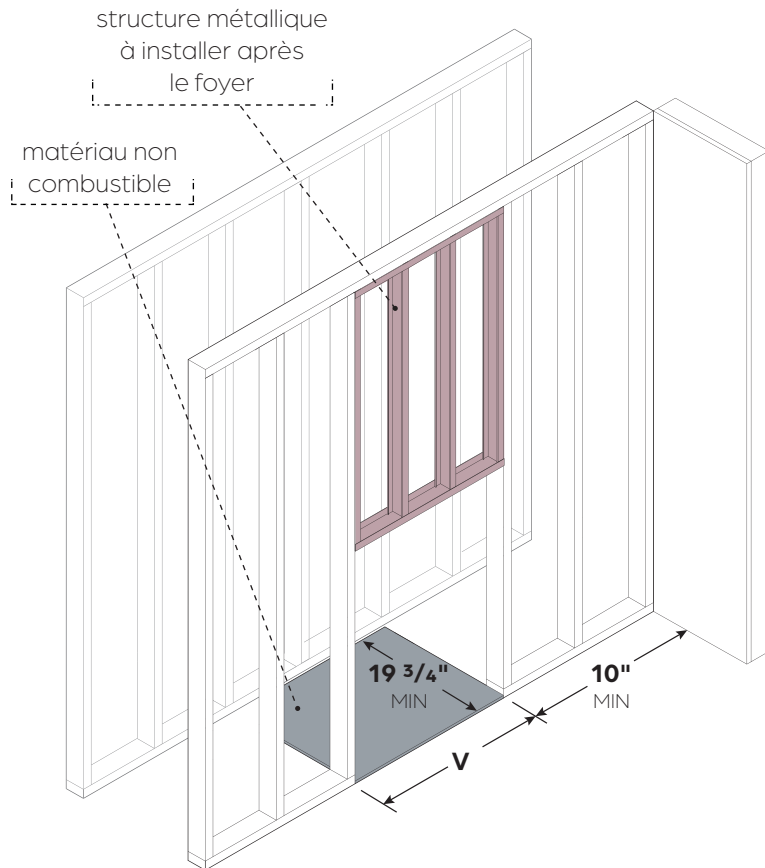 structure métallique
à installer après
le foyer
matériau non
combustible
19 3/4"
MIN
10"
MIN
V